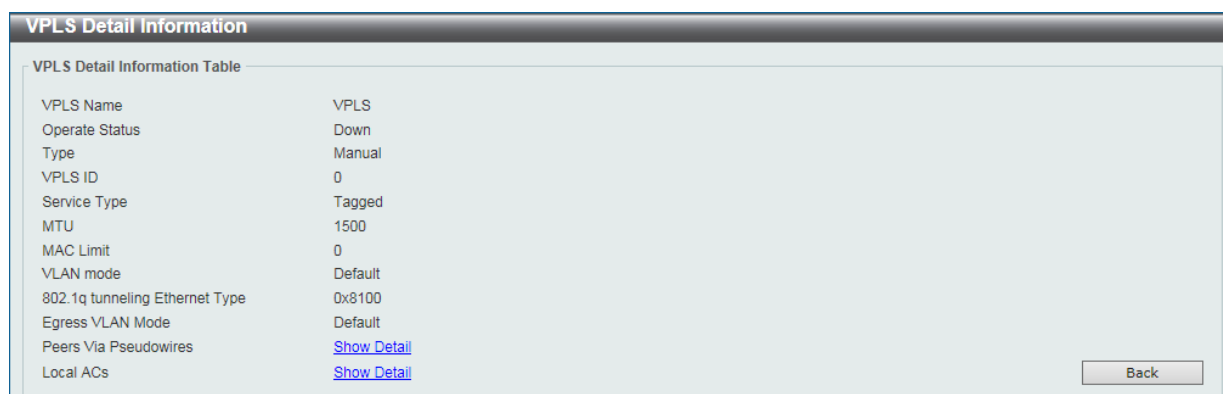 VPLS Detail Information
VPLS Detail Information Table
VPLS Name VPLS
Operate Status Down
Type Manual
VPLS ID 0
Service Type Tagged
MTU 1500
MAC Limit 0
VLAN mode Default
802.1q tunneling Ethernet Type 0x8100
Egress VLAN Mode Default
Peers Via Pseudowires Show Detail
Local ACs Show Detail Back